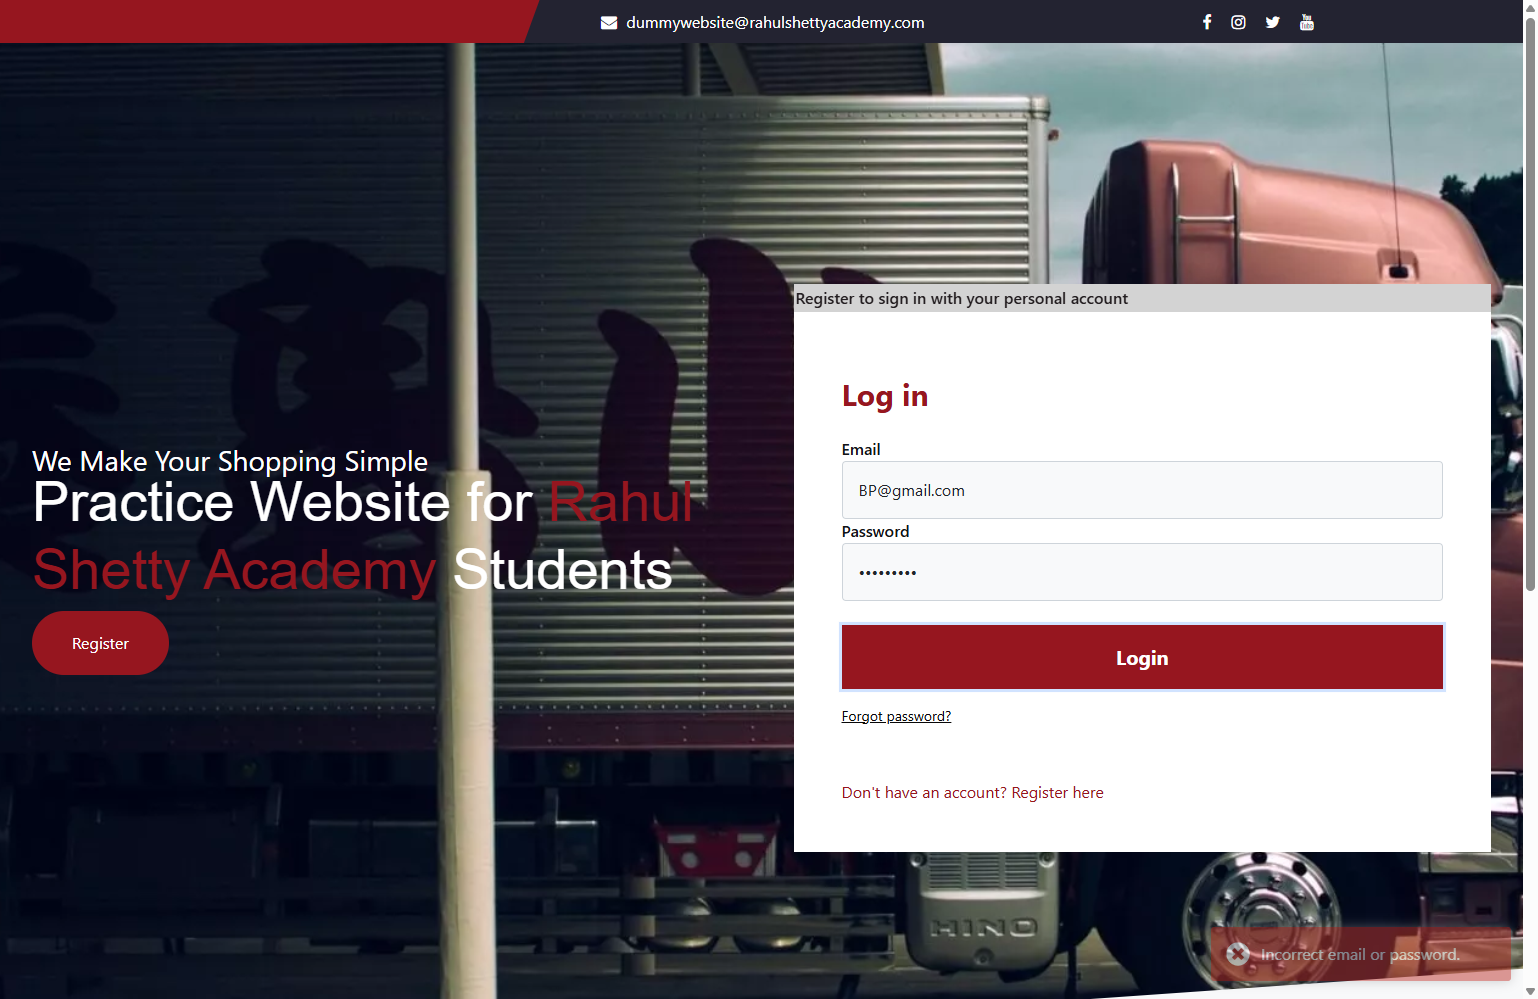 dummywebsite@rahulshettyacademy.com
Register to sign in with your personal account
Log in
Email
BP@gmail.com
Password
•••••••••
Login
Forgot password?
Don't have an account? Register here
We Make Your Shopping Simple
Practice Website for Rahul
Shetty Academy Students
Register
HINO
Incorrect email or password.